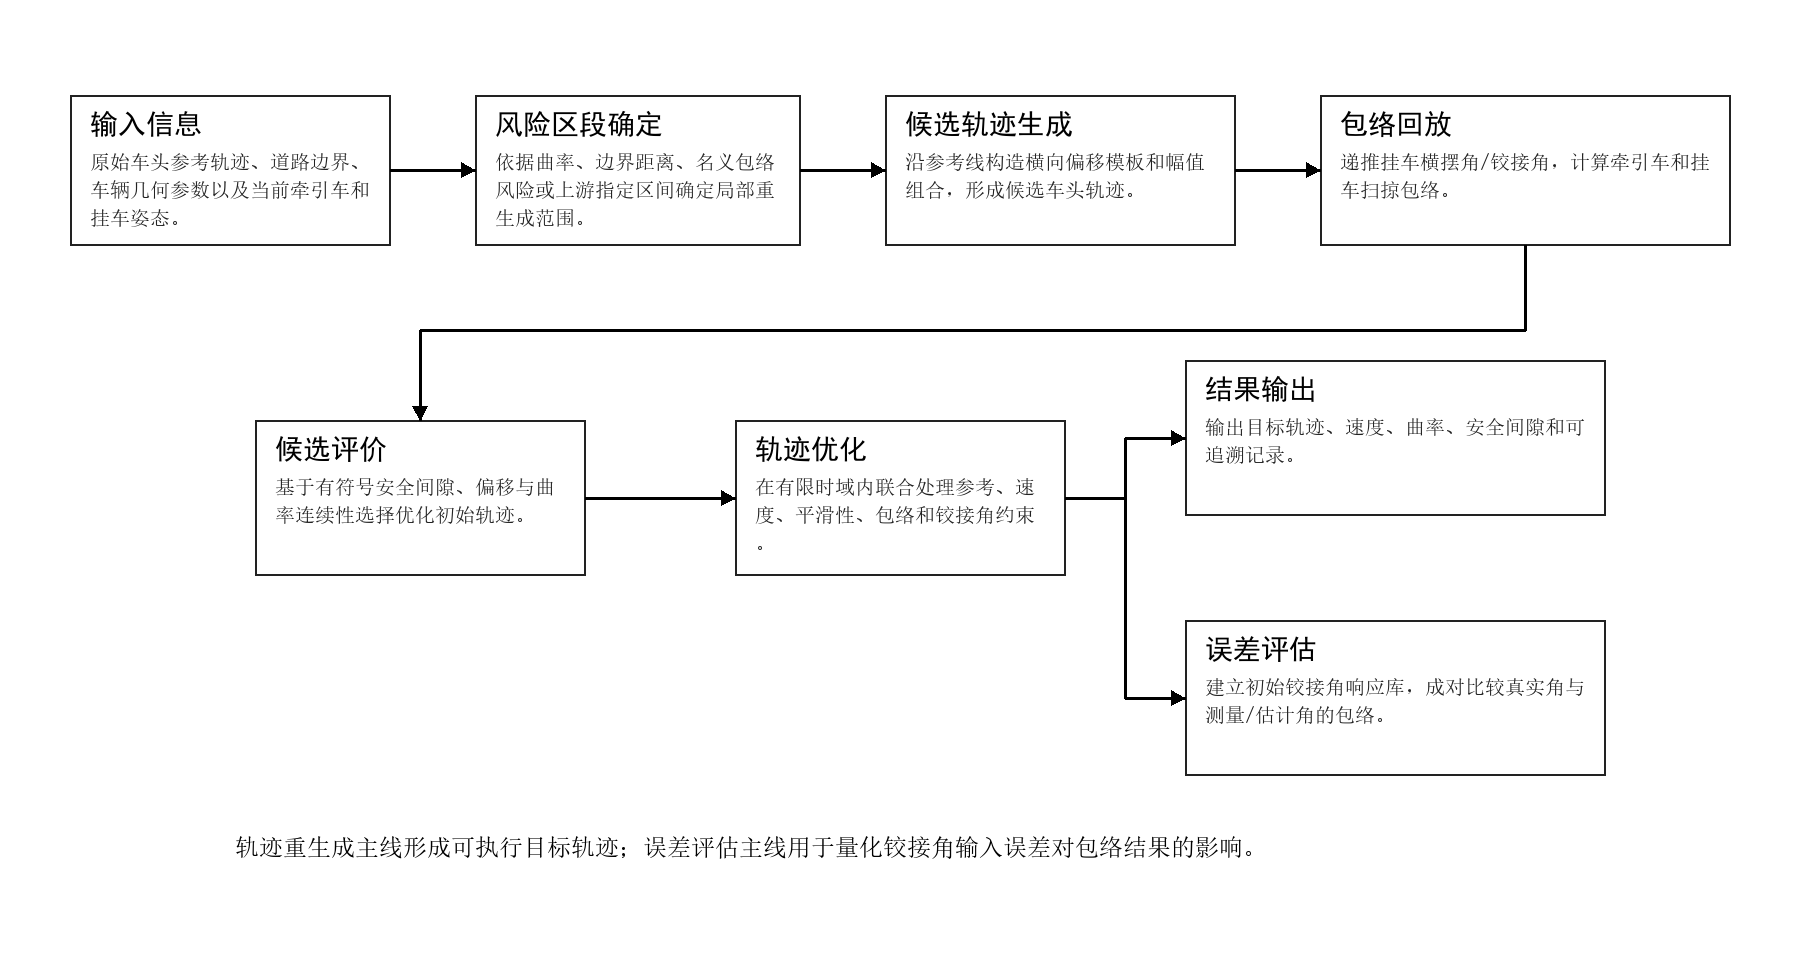 输入信息
原始车头参考轨迹、道路边界、
车辆几何参数以及当前牵引车和
挂车姿态。
风险区段确定
依据曲率、边界距离、名义包络
风险或上游指定区间确定局部重
生成范围。
候选轨迹生成
沿参考线构造横向偏移模板和幅值
组合，形成候选车头轨迹。
包络回放
递推挂车横摆角/铰接角，计算牵引车和挂
车扫掠包络。
候选评价
基于有符号安全间隙、偏移与曲
率连续性选择优化初始轨迹。
轨迹优化
在有限时域内联合处理参考、速
度、平滑性、包络和铰接角约束
。
结果输出
输出目标轨迹、速度、曲率、安全间隙和可
追溯记录。
误差评估
建立初始铰接角响应库，成对比较真实角与
测量/估计角的包络。
轨迹重生成主线形成可执行目标轨迹；误差评估主线用于量化铰接角输入误差对包络结果的影响。